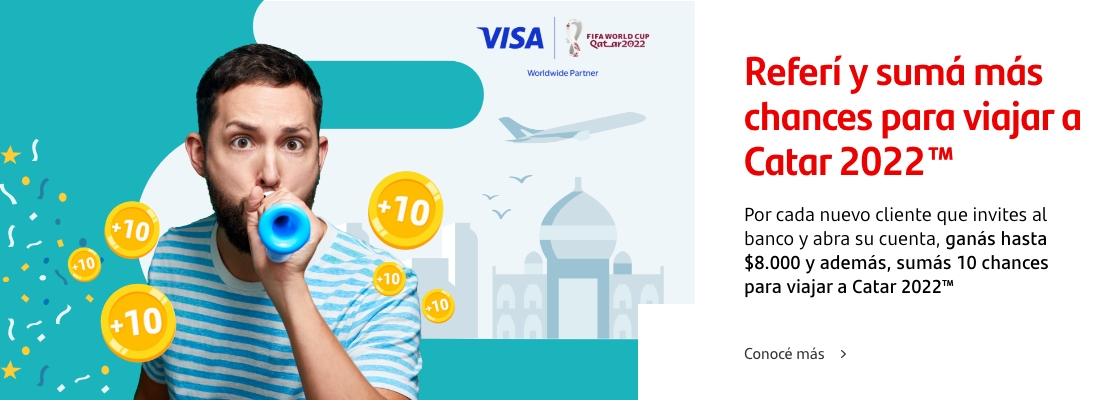 VISA
FIFA WORLD CUP
Qatar2022
Worldwide Partner
+10
+10
+10
+10
+10
+10
Referí y sumá más
chances para viajar a
Catar 2022™
Por cada nuevo cliente que invites al
banco y abra su cuenta, ganás hasta
$8.000 y además, sumás 10 chances
para viajar a Catar 2022™
Conocé más >